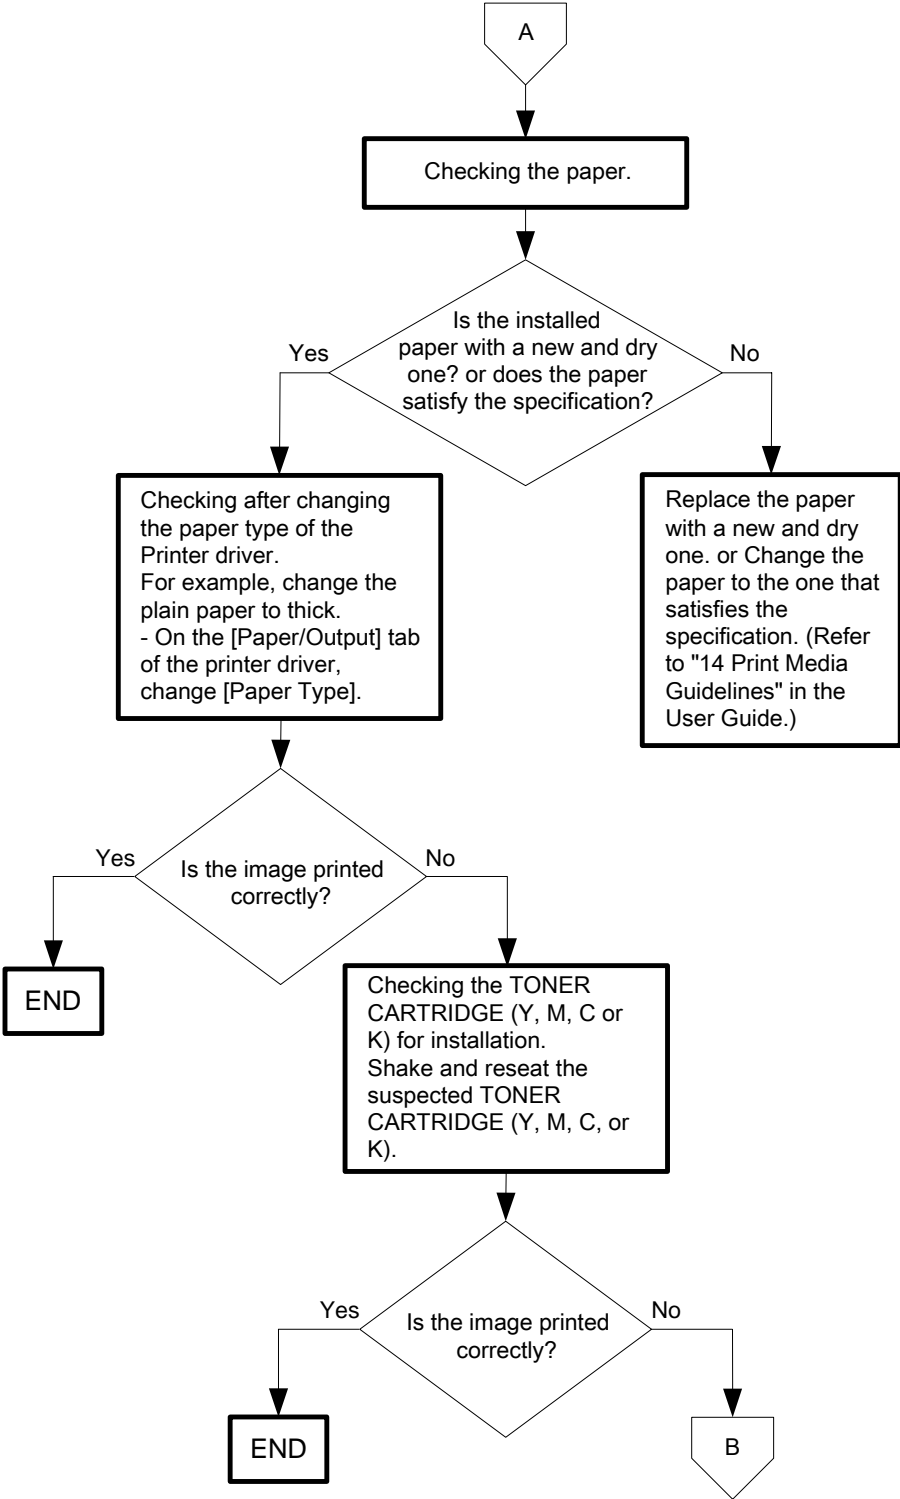 A
Checking the paper.
Is the installed
paper with a new and dry
one? or does the paper
satisfy the specification?
Yes
No
Checking after changing
the paper type of the
Printer driver.
For example, change the
plain paper to thick.
- On the [Paper/Output] tab
of the printer driver,
change [Paper Type].
Replace the paper
with a new and dry
one. or Change the
paper to the one that
satisfies the
specification. (Refer
to "14 Print Media
Guidelines" in the
User Guide.)
Yes
No
Is the image printed
correctly?
END
Checking the TONER
CARTRIDGE (Y, M, C or
K) for installation.
Shake and reseat the
suspected TONER
CARTRIDGE (Y, M, C, or
K).
Yes
No
Is the image printed
correctly?
END
B